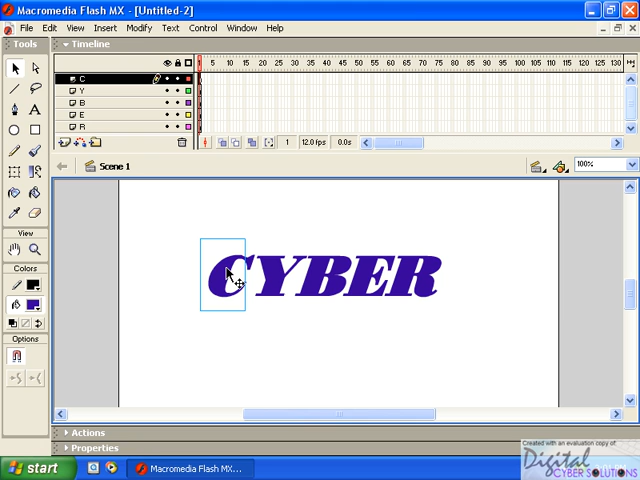 Macromedia Flash MX - [Untitled-2]
File Edit View Insert Modify Text Control Window Help
Tools
Timeline
1 5 10 15 20 25 30 35 40 45 50 55 60 65 70 75 80 85 90 95 100 105 110 115 120 125 130
C
Y
B
E
R
1 12.0 fps 0.0s
Scene 1
100%
A
View
Colors
Options
CYBER
Actions
Properties
Created with an evaluation copy of
Digital
CYBER SOLUTIONS
start
Macromedia Flash MX...